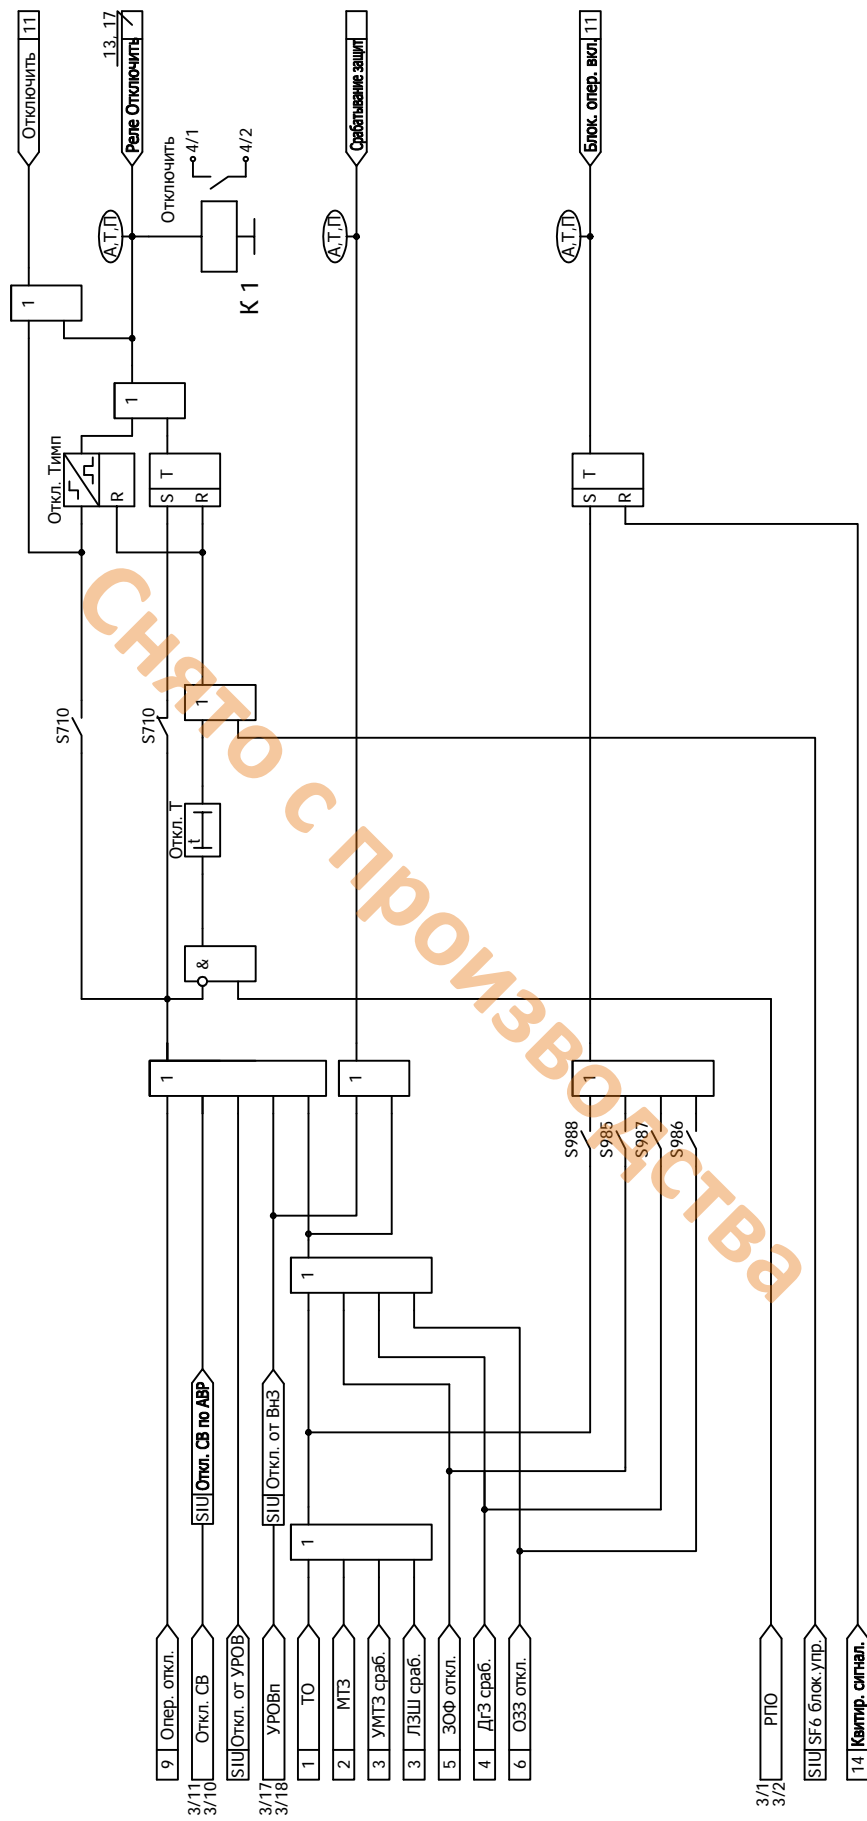 Отключить 11
Реле Отключить
13, 17
Срабатывание защит
Блок. опер. вкл. 11
А,Т,П
А,Т,П
А,Т,П
Отключить
4/1
4/2
К 1
1
1
Откл. Тимп
R
S T
R
S T
R
S710
S710
1
Откл. Т
t
&
1
1
1
S988
S985
S987
S986
1
1
SIU Откл. СВ по АВР
SIU Откл. от ВнЗ
9 Опер. откл.
Откл. СВ
3/11
3/10
SIU Откл. от УРОВ
УРОВп
3/17
3/18
1 ТО
2 МТЗ
3 УМТЗ сраб.
3 ЛЗШ сраб.
5 ЗОФ откл.
4 ДгЗ сраб.
6 ОЗЗ откл.
РПО
3/1
3/2
SIU SF6 блок.упр.
14 Квитир. сигнал.
Снято с производства